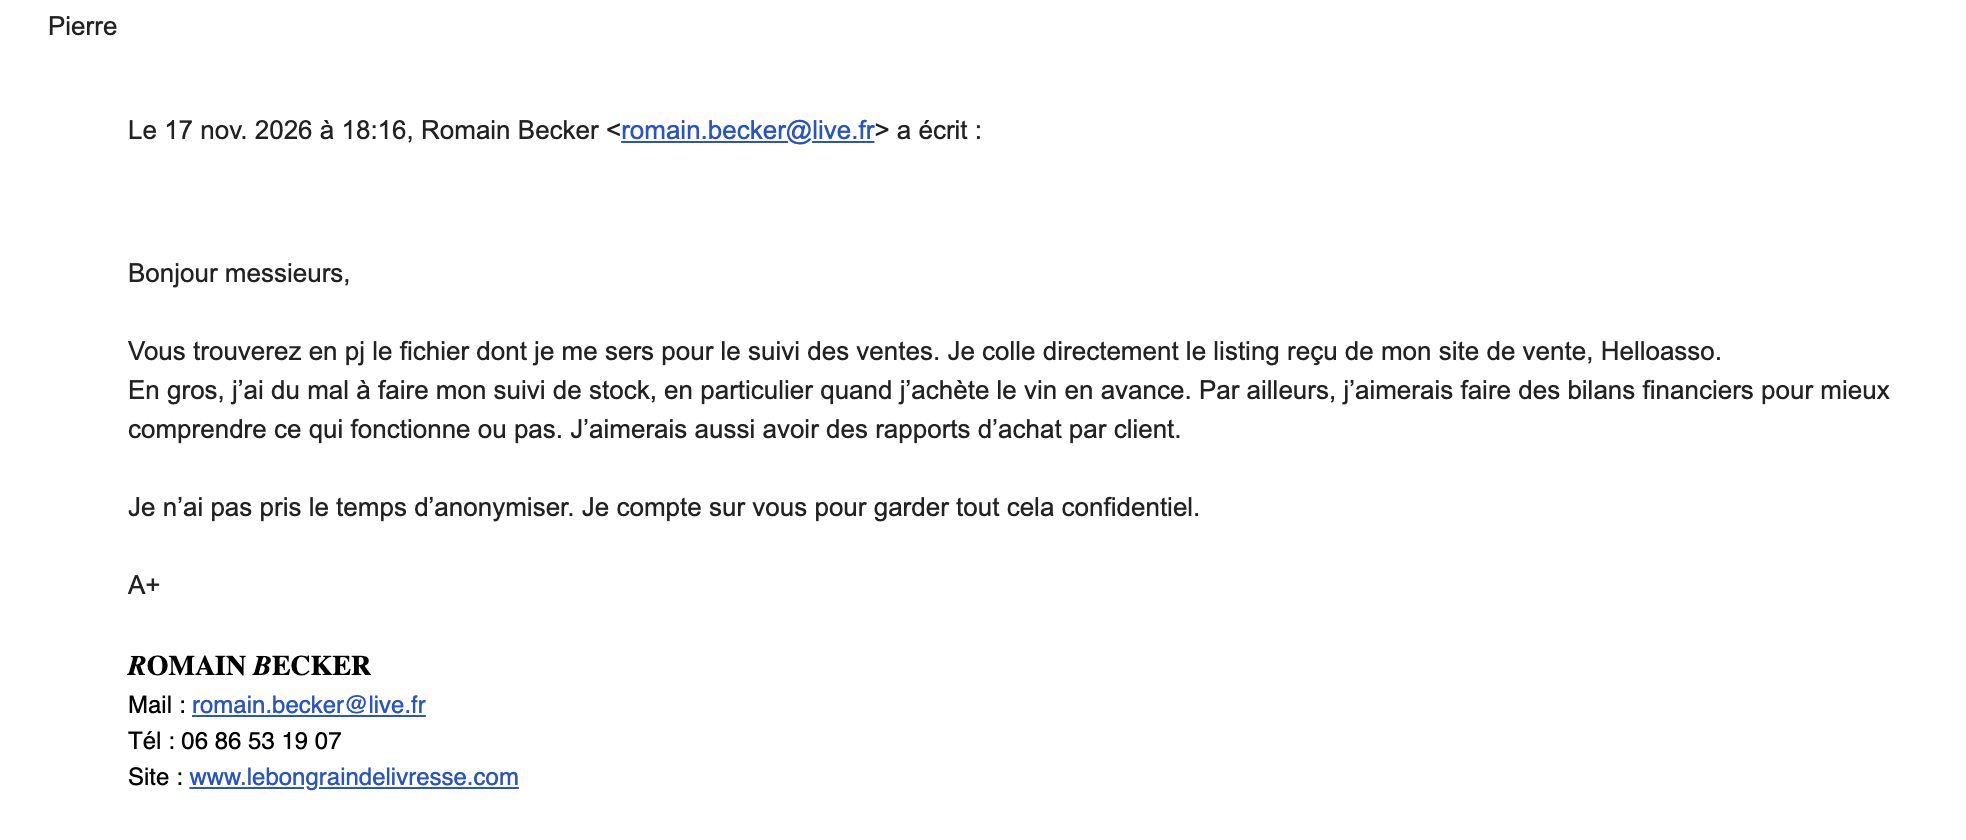 Pierre
Le 17 nov. 2026 à 18:16, Romain Becker <romain.becker@live.fr> a écrit :
Bonjour messieurs,
Vous trouverez en pj le fichier dont je me sers pour le suivi des ventes. Je colle directement le listing reçu de mon site de vente, Helloasso.
En gros, j’ai du mal à faire mon suivi de stock, en particulier quand j’achète le vin en avance. Par ailleurs, j’aimerais faire des bilans financiers pour mieux
comprendre ce qui fonctionne ou pas. J’aimerais aussi avoir des rapports d’achat par client.
Je n’ai pas pris le temps d’anonymiser. Je compte sur vous pour garder tout cela confidentiel.
A+
ROMAIN BECKER
Mail : romain.becker@live.fr
Tél : 06 86 53 19 07
Site : www.lebongraindelivresse.com